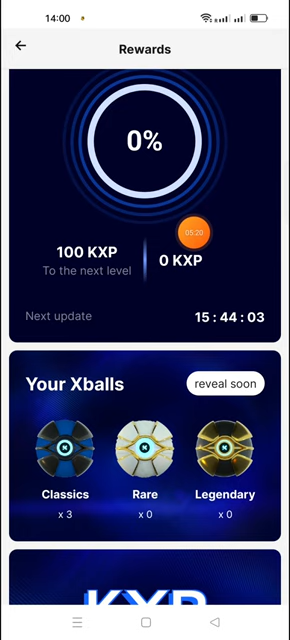 14:00
Rewards
0%
05:20
100 KXP
0 KXP
To the next level
Next update
15 : 44 : 03
Your Xballs
reveal soon
Classics
Rare
Legendary
x 3
x 0
x 0
KXP